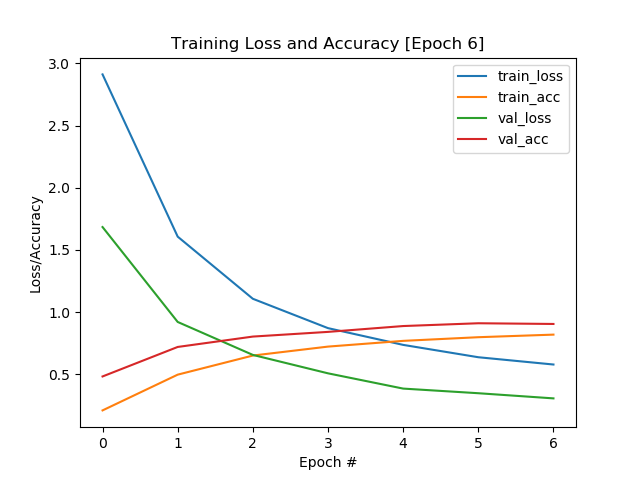 Training Loss and Accuracy [Epoch 6]
train_loss
train_acc
val_loss
val_acc
3.0
2.5
2.0
1.5
1.0
0.5
Loss/Accuracy
0 1 2 3 4 5 6
Epoch #